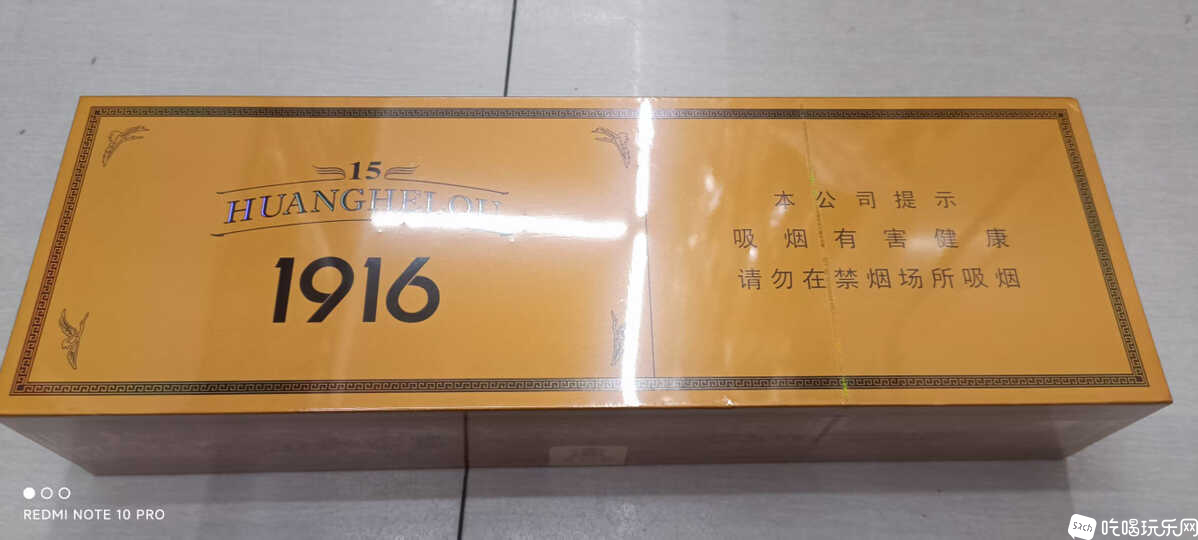 15
HUANGHELOU
1916
本公司提示
吸烟有害健康
请勿在禁烟场所吸烟
REDMI NOTE 10 PRO
Sach 吃喝玩乐网